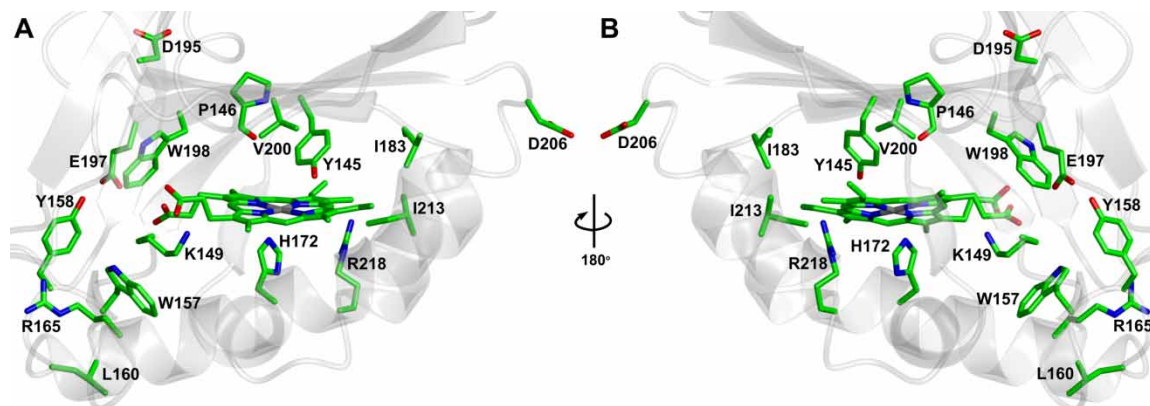 A
D195
P146
E197
W198
V200
Y145
I183
D206
Y158
I213
K149
H172
R218
W157
R165
L160
180°
B
D195
P146
D206
I183
V200
Y145
W198
E197
I213
Y158
H172
K149
R218
W157
R165
L160